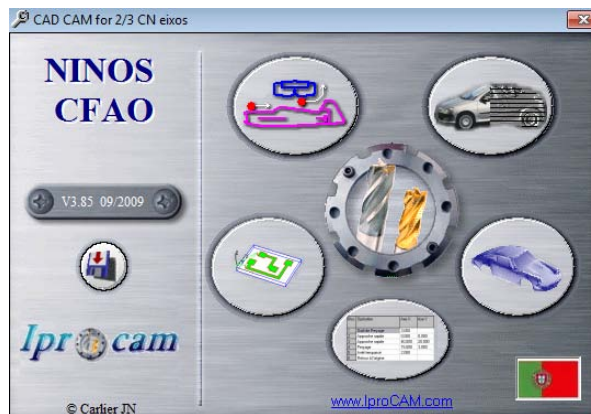 CAD CAM for 2/3 CN eixos
NINOS
CFAO
V3.85 09/2009
Iprocam
© Carlier JN
www.IproCAM.com